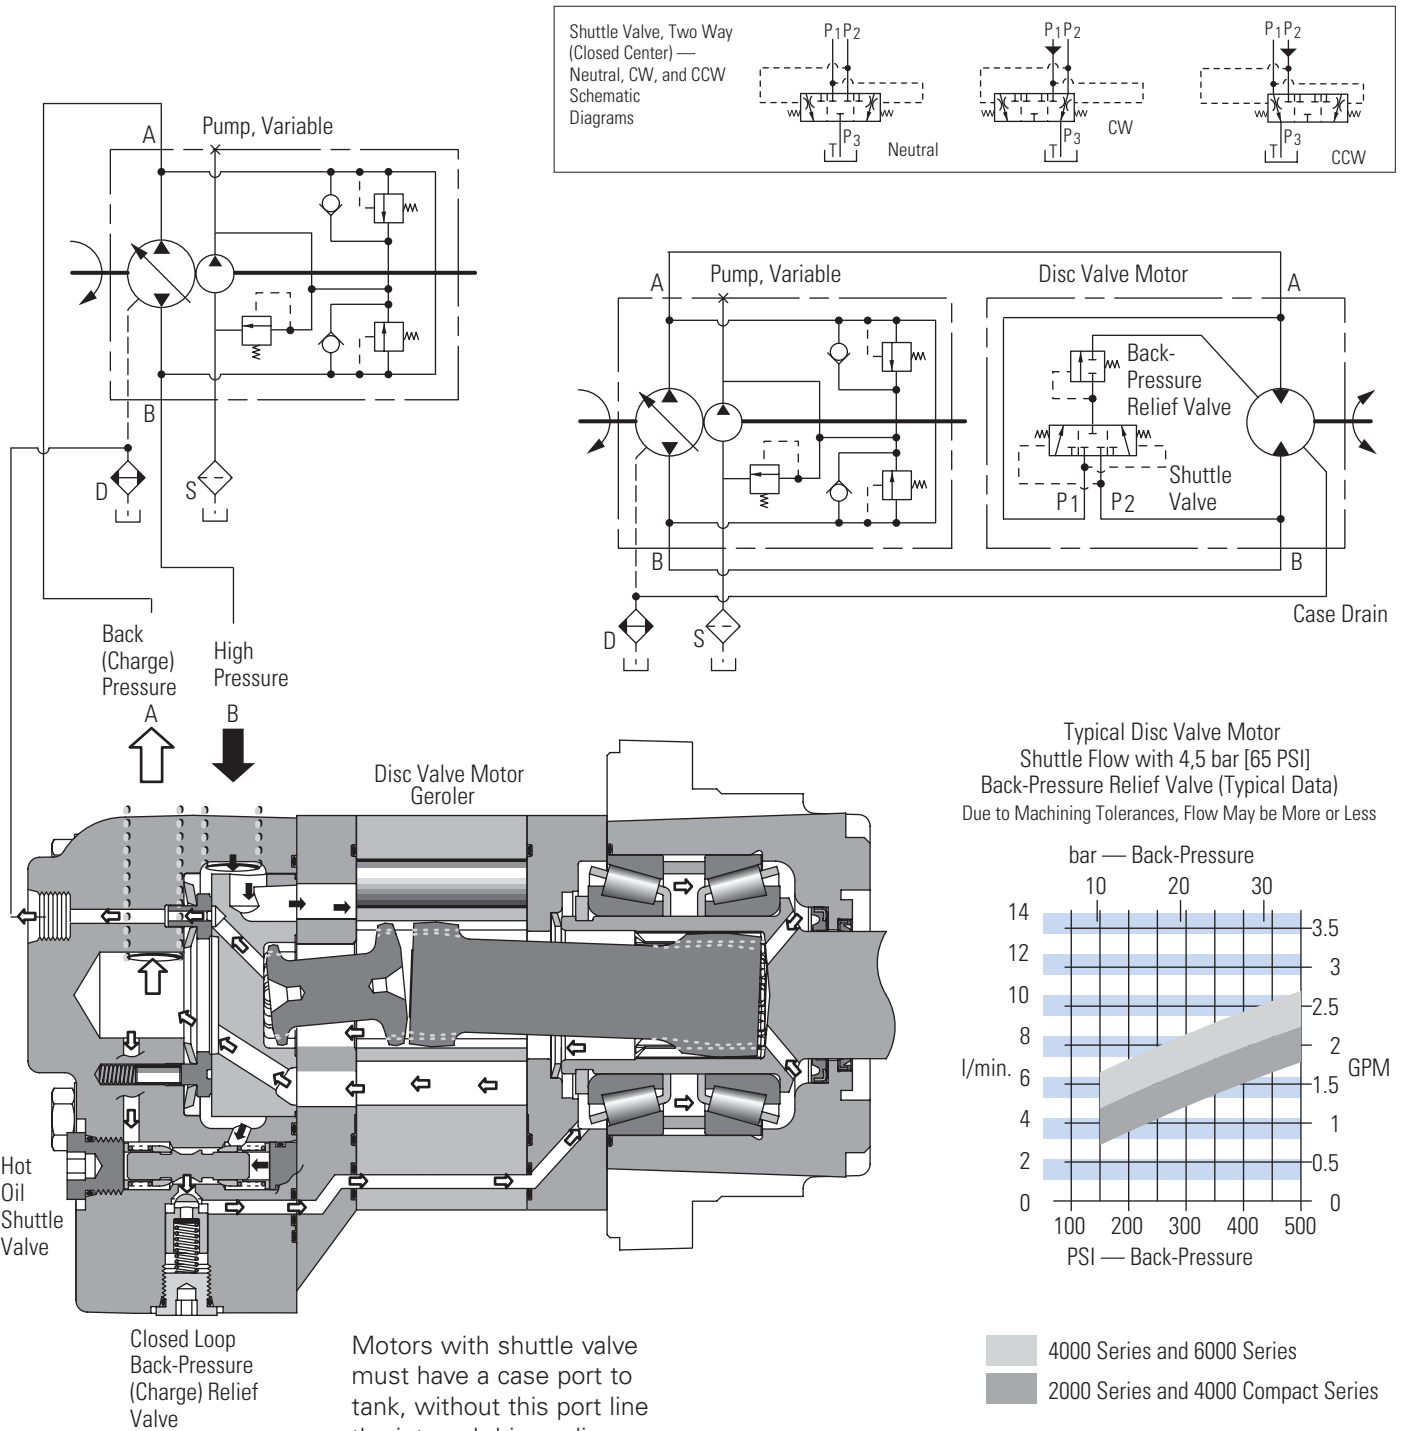 Shuttle Valve, Two Way
(Closed Center) —
Neutral, CW, and CCW
Schematic
Diagrams
P1 P2
T P3
Neutral
P1 P2
T P3
CW
P1 P2
T P3
CCW
A
Pump, Variable
B
D
S
A
Pump, Variable
B
D
S
Disc Valve Motor
A
Back-
Pressure
Relief Valve
Shuttle
Valve
P1 P2
B
Case Drain
Back
(Charge)
Pressure
A
High
Pressure
B
Disc Valve Motor
Geroler
Hot
Oil
Shuttle
Valve
Closed Loop
Back-Pressure
(Charge) Relief
Valve
Motors with shuttle valve
must have a case port to
tank, without this port line
Typical Disc Valve Motor
Shuttle Flow with 4,5 bar [65 PSI]
Back-Pressure Relief Valve (Typical Data)
Due to Machining Tolerances, Flow May be More or Less
bar — Back-Pressure
10 20 30
14
12
10
8
l/min. 6
4
2
0
3.5
3
2.5
2
1.5 GPM
1
0.5
0
100 200 300 400 500
PSI — Back-Pressure
4000 Series and 6000 Series
2000 Series and 4000 Compact Series